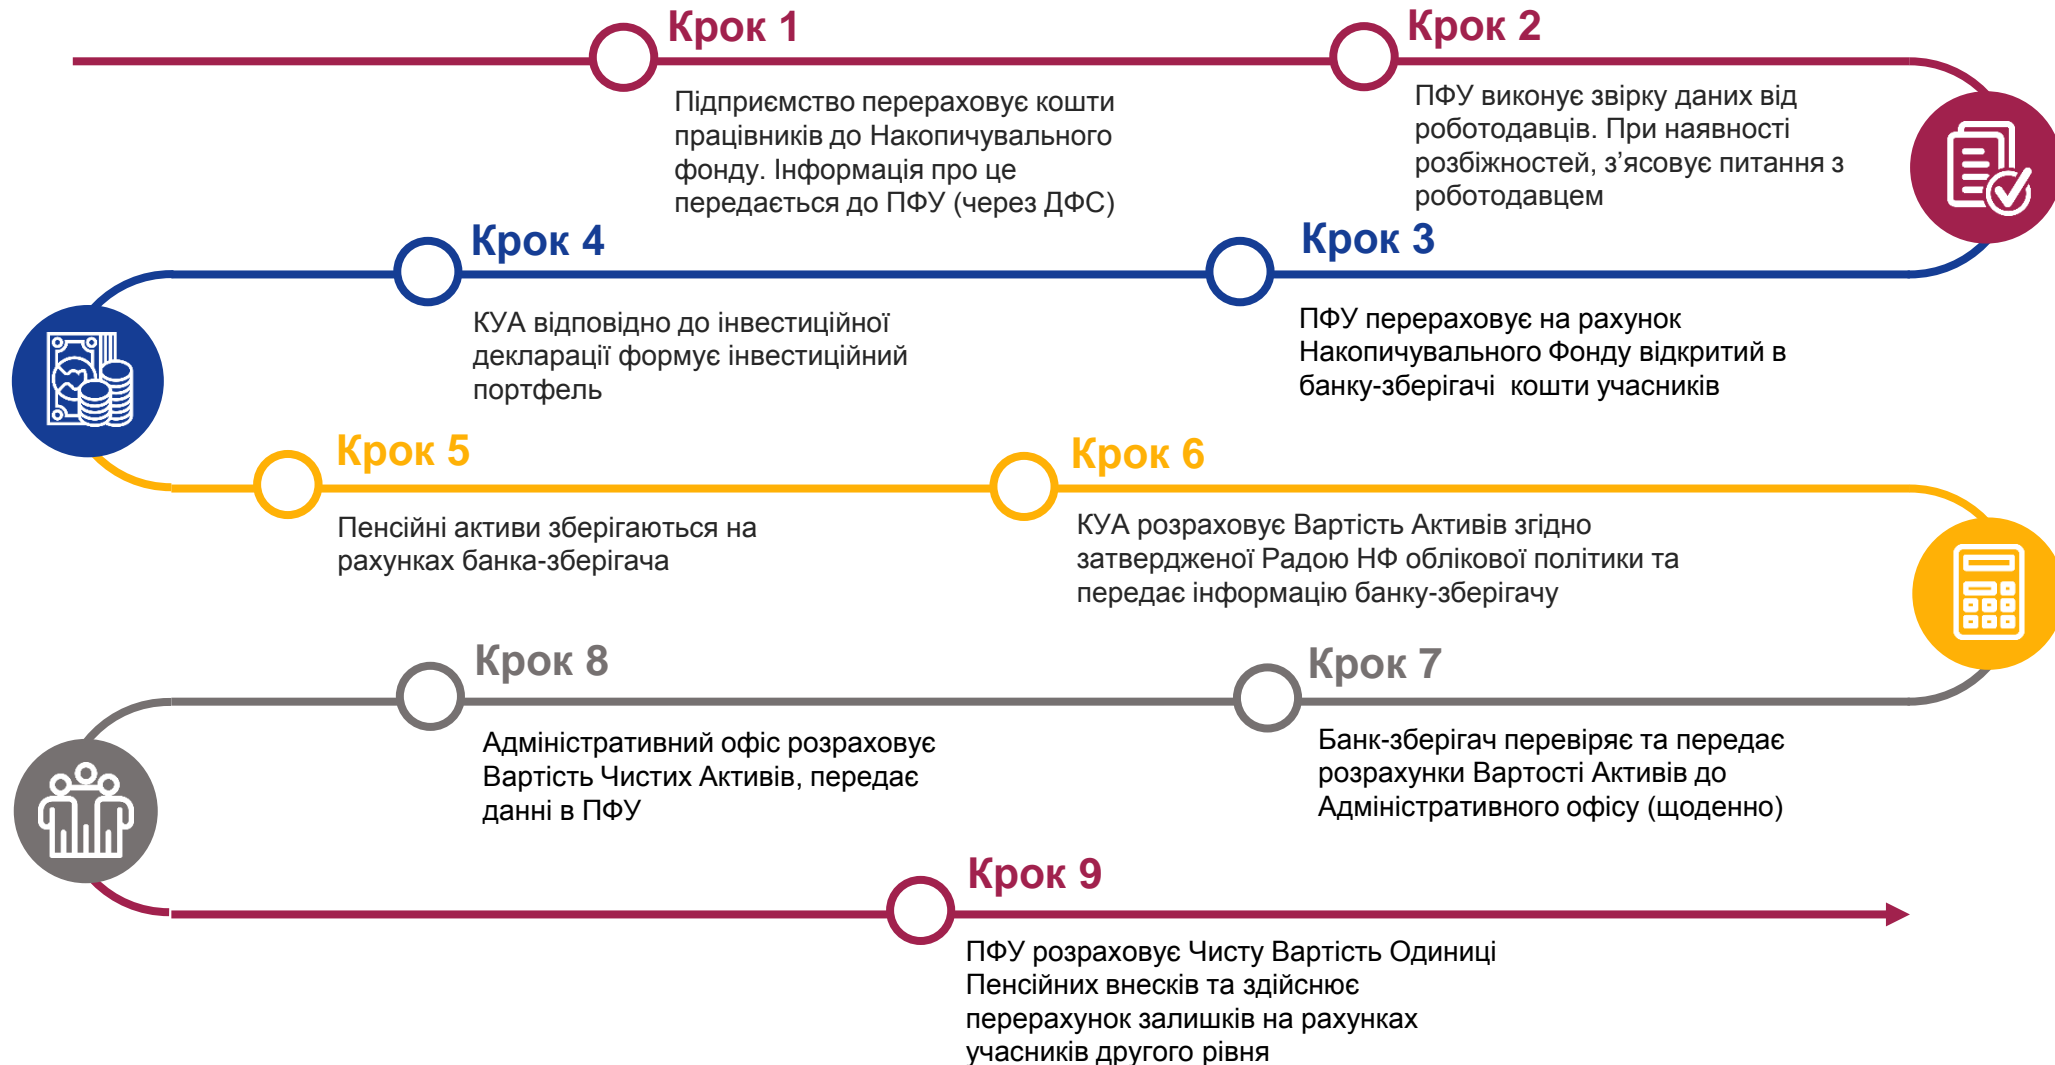 Крок 1
Підприємство перераховує кошти
працівників до Накопичувального
фонду. Інформація про це
передається до ПФУ (через ДФС)
Крок 2
ПФУ виконує звірку даних від
роботодавців. При наявності
розбіжностей, з’ясовує питання з
роботодавцем
Крок 3
ПФУ перераховує на рахунок
Накопичувального Фонду відкритий в
банку-зберігачі кошти учасників
Крок 4
КУА відповідно до інвестиційної
декларації формує інвестиційний
портфель
Крок 5
Пенсійні активи зберігаються на
рахунках банка-зберігача
Крок 6
КУА розраховує Вартість Активів згідно
затвердженої Радою НФ облікової політики та
передає інформацію банку-зберігачу
Крок 7
Банк-зберігач перевіряє та передає
розрахунки Вартості Активів до
Адміністративного офісу (щоденно)
Крок 8
Адміністративний офіс розраховує
Вартість Чистих Активів, передає
данні в ПФУ
Крок 9
ПФУ розраховує Чисту Вартість Одиниці
Пенсійних внесків та здійснює
перерахунок залишків на рахунках
учасників другого рівня